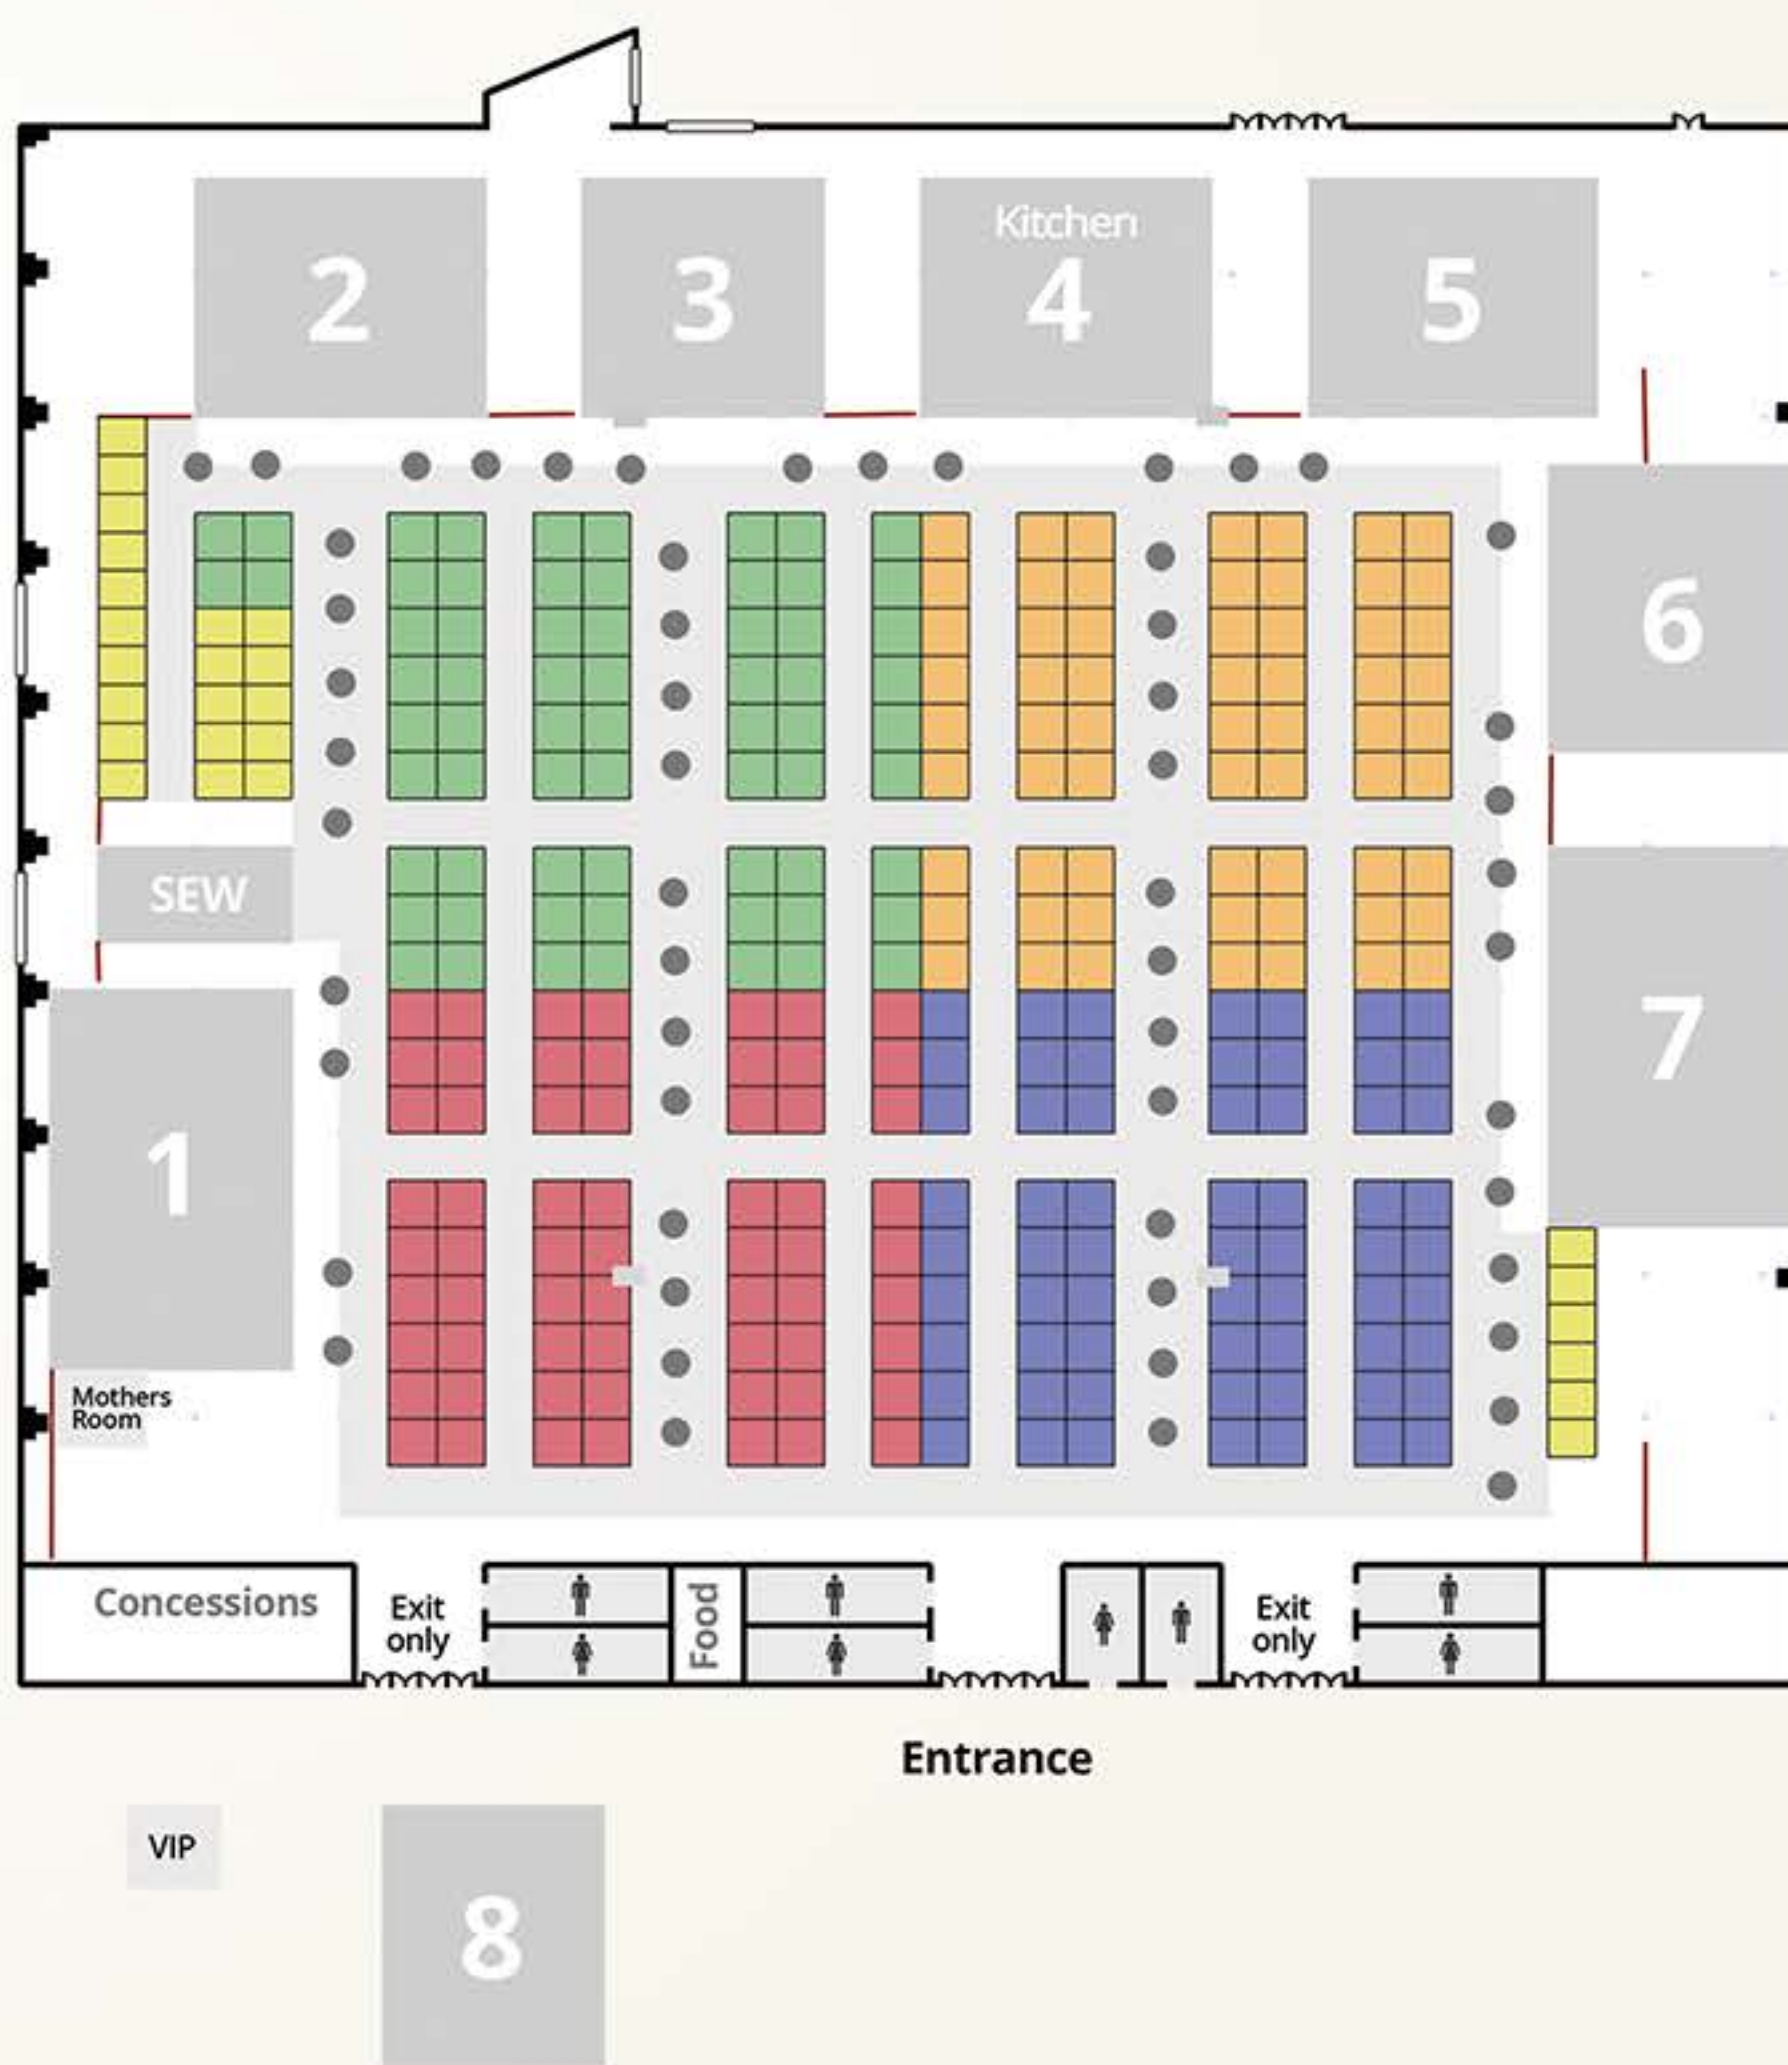 Kitchen
2
3
4
5
6
SEW
7
1
Mothers
Room
Concessions
Exit
only
Food
Exit
only
Entrance
VIP
8